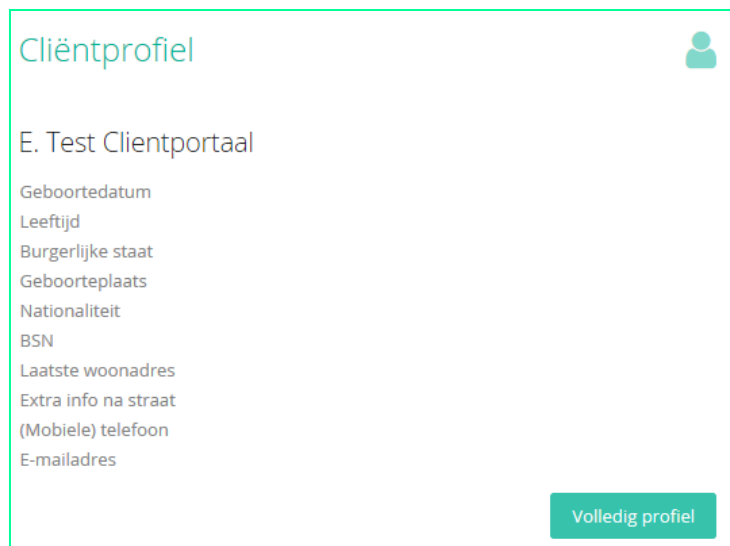 Cliëntprofiel
E. Test Clientportaal
Geboortedatum
Leeftijd
Burgerlijke staat
Geboorteplaats
Nationaliteit
BSN
Laatste woonadres
Extra info na straat
(Mobiele) telefoon
E-mailadres
Volledig profiel